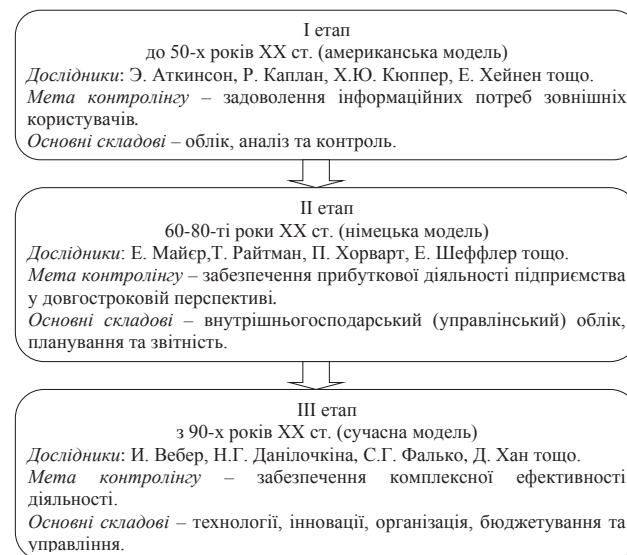 І етап
до 50-х років ХХ ст. (американська модель)
Дослідники: Э. Аткинсон, Р. Каплан, Х.Ю. Кюппер, Е. Хейнен тощо.
Мета контролінгу – задоволення інформаційних потреб зовнішніх
користувачів.
Основні складові – облік, аналіз та контроль.
ІІ етап
60-80-ті роки ХХ ст. (німецька модель)
Дослідники: Е. Майєр,Т. Райтман, П. Хорварт, Е. Шеффлер тощо.
Мета контролінгу – забезпечення прибуткової діяльності підприємства
у довгостроковій перспективі.
Основні складові – внутрішньогосподарський (управлінський) облік,
планування та звітність.
ІІІ етап
з 90-х років ХХ ст. (сучасна модель)
Дослідники: И. Вебер, Н.Г. Данілочкіна, С.Г. Фалько, Д. Хан тощо.
Мета контролінгу – забезпечення комплексної ефективності
діяльності.
Основні складові – технології, інновації, організація, бюджетування та
управління.